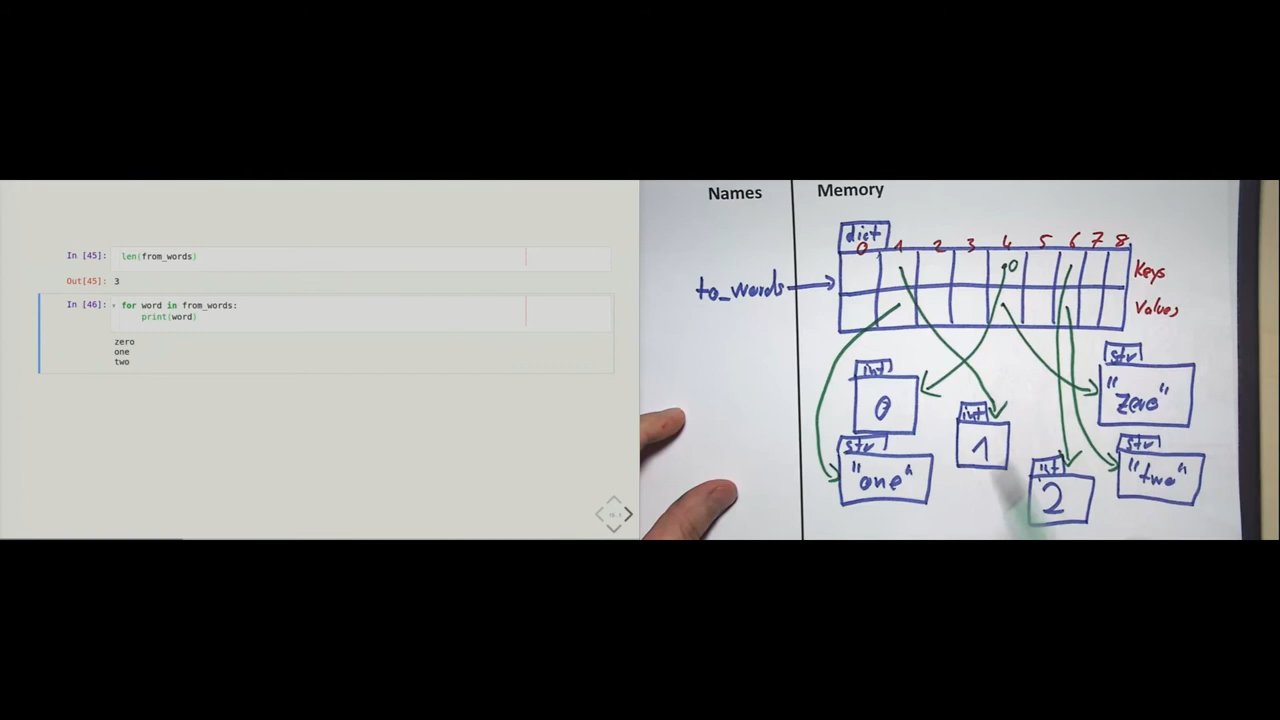 In [45]: len(from_words)
Out[45]: 3
In [46]: for word in from_words:
print(word)
zero
one
two
Names Memory
dict
0 1 2 3 4 5 6 7 8
0
Keys
to_words
Values
int
0
str
"zero"
int
1
str
"one"
int
2
str
"two"